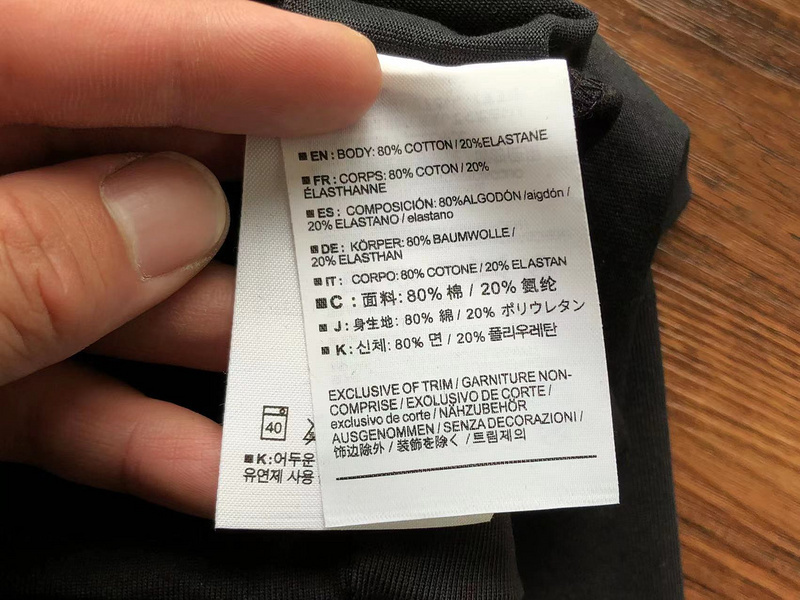 EN: BODY: 80% COTTON / 20%ELASTANE
FR: CORPS: 80% COTON / 20%
ÉLASTHANNE
ES: COMPOSICIÓN: 80%ALGODÓN /aigdón /
20% ELASTANO / elastano
DE: KÖRPER: 80% BAUMWOLLE /
20% ELASTHAN
IT: CORPO: 80% COTONE / 20% ELASTAN
C: 面料: 80% 棉 / 20% 氨纶
J: 身生地: 80% 綿 / 20% ポリウレタン
K: 신체: 80% 면 / 20% 폴리우레탄
EXCLUSIVE OF TRIM / GARNITURE NON-
COMPRISE / EXOLUSIVO DE CORTE /
exclusivo de corte / NÄHZUBEHÖR
AUSGENOMMEN / SENZA DECORAZIONI /
饰边除外 / 装飾を除く / 트림제외
40
K: 어두운
유연제 사용